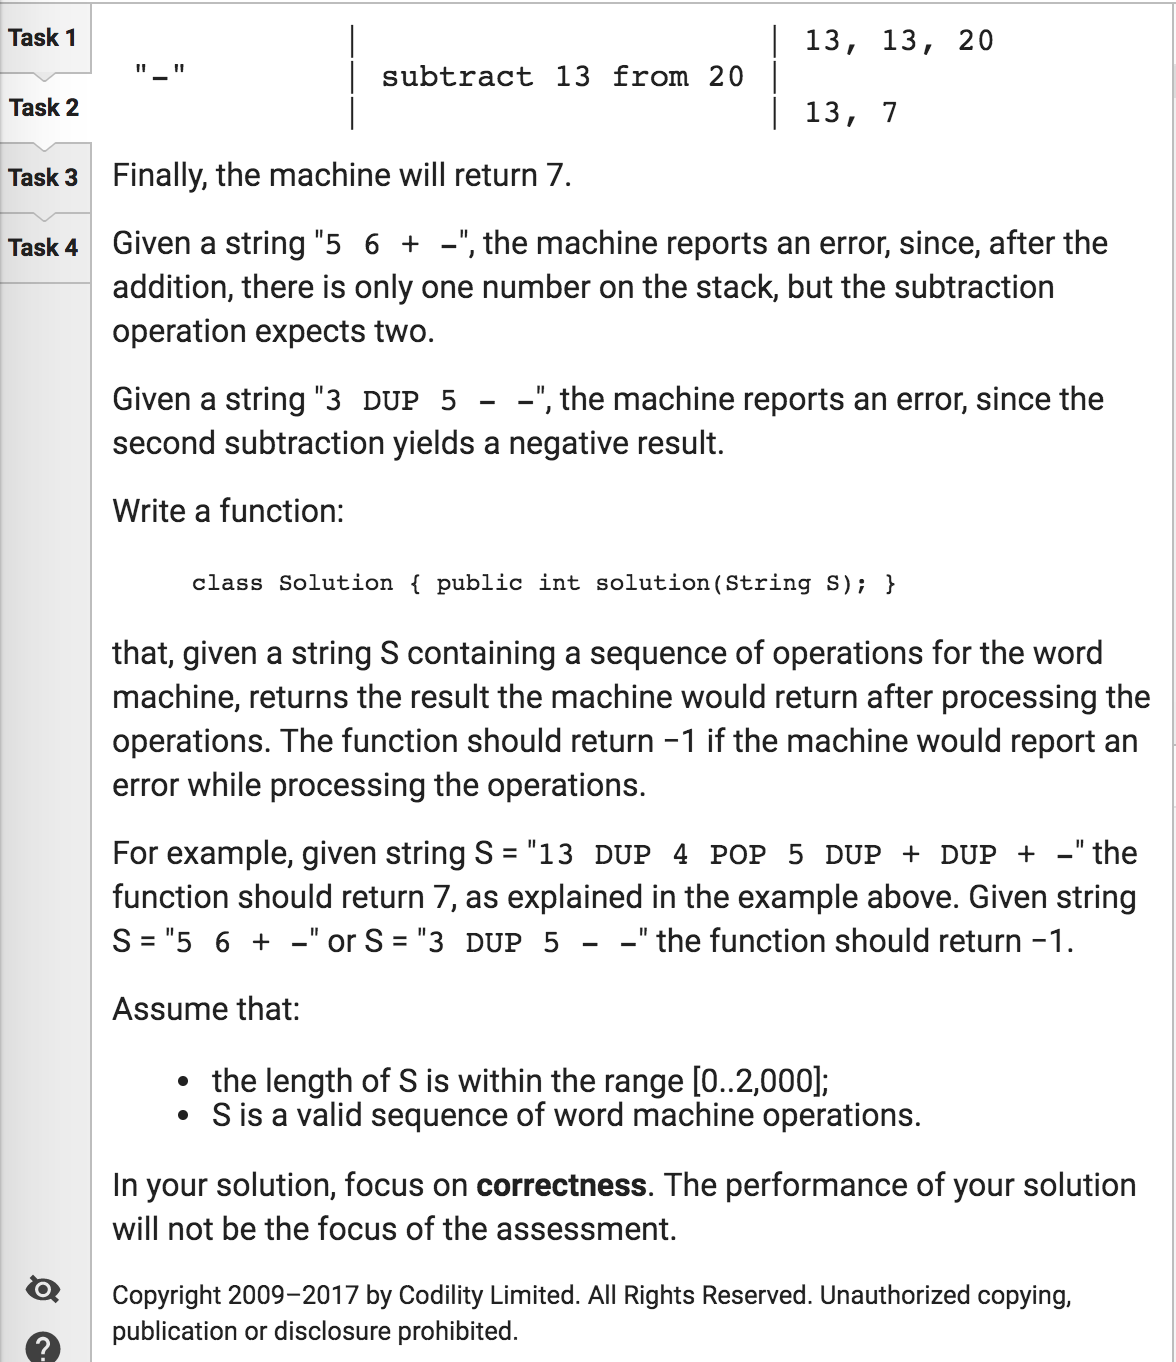 Task 1
Task 2
Task 3
Task 4
| | 13, 13, 20
"-" | subtract 13 from 20 |
| | 13, 7
Finally, the machine will return 7.
Given a string "5 6 + -", the machine reports an error, since, after the
addition, there is only one number on the stack, but the subtraction
operation expects two.
Given a string "3 DUP 5 - -", the machine reports an error, since the
second subtraction yields a negative result.
Write a function:
class Solution { public int solution(String S); }
that, given a string S containing a sequence of operations for the word
machine, returns the result the machine would return after processing the
operations. The function should return −1 if the machine would report an
error while processing the operations.
For example, given string S = "13 DUP 4 POP 5 DUP + DUP + -" the
function should return 7, as explained in the example above. Given string
S = "5 6 + -" or S = "3 DUP 5 - -" the function should return −1.
Assume that:
• the length of S is within the range [0..2,000];
• S is a valid sequence of word machine operations.
In your solution, focus on correctness. The performance of your solution
will not be the focus of the assessment.
Copyright 2009–2017 by Codility Limited. All Rights Reserved. Unauthorized copying,
publication or disclosure prohibited.
?